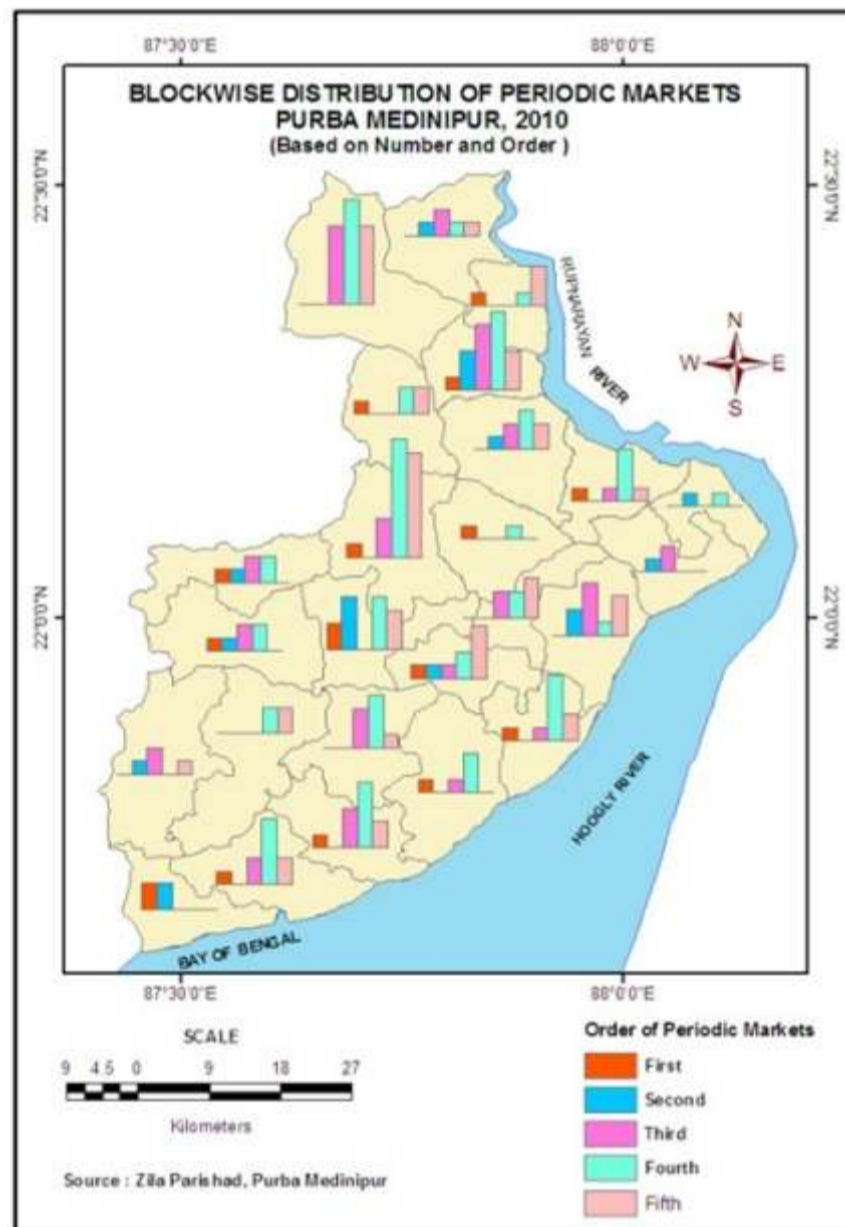 87°30'0"E 88°0'0"E
BLOCKWISE DISTRIBUTION OF PERIODIC MARKETS
PURBA MEDINIPUR, 2010
(Based on Number and Order )
22°30'0"N 22°30'0"N
RUPNARAYAN
RIVER
N
W E
S
22°0'0"N 22°0'0"N
HOOGLY RIVER
BAY OF BENGAL
87°30'0"E 88°0'0"E
SCALE
9 4.5 0 9 18 27
Kilometers
Source : Zila Parishad, Purba Medinipur
Order of Periodic Markets
First
Second
Third
Fourth
Fifth